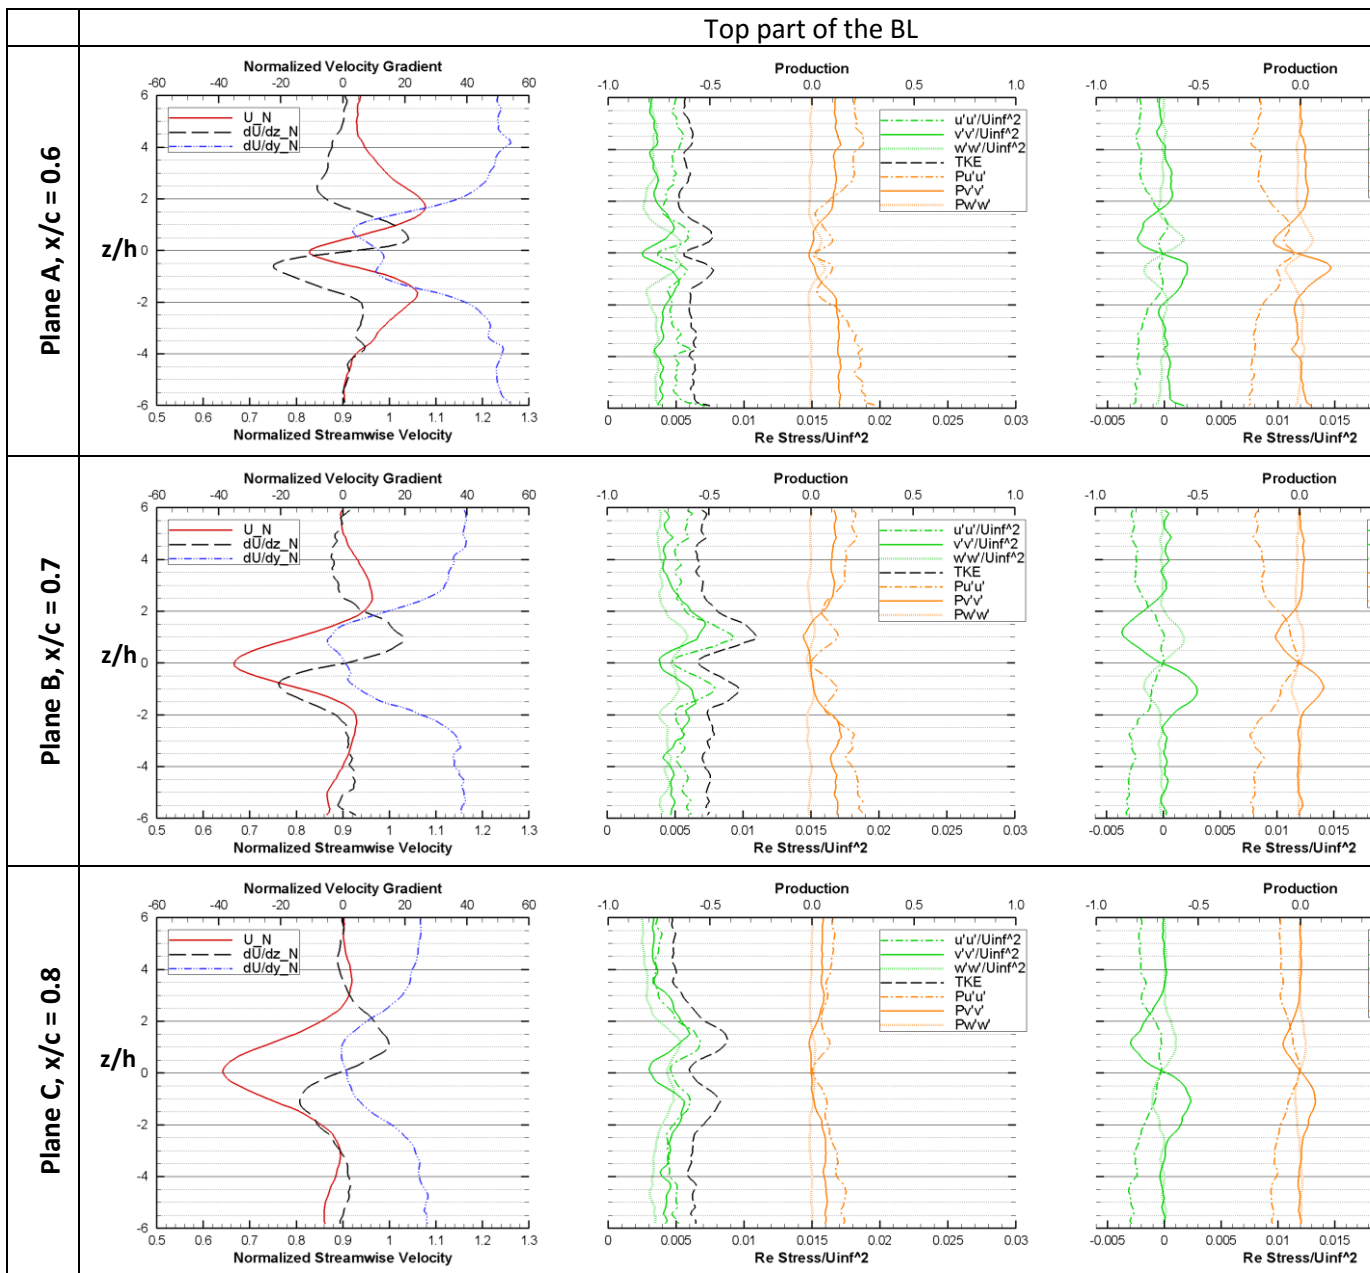 Top part of the BL
Plane A, x/c = 0.6
z/h
Normalized Velocity Gradient
-60 -40 -20 0 20 40 60
U_N
dU/dz_N
dU/dy_N
6
4
2
0
-2
-4
-6
0.5 0.6 0.7 0.8 0.9 1 1.1 1.2 1.3
Normalized Streamwise Velocity
Production
-1.0 -0.5 0.0 0.5 1.0
u'u'/Uinf^2
v'v'/Uinf^2
w'w'/Uinf^2
TKE
Pu'u'
Pv'v'
Pw'w'
0 0.005 0.01 0.015 0.02 0.025 0.03
Re Stress/Uinf^2
Production
-1.0 -0.5 0.0
-0.005 0 0.005 0.01 0.015
Re Stress/Uinf^2
Plane B, x/c = 0.7
z/h
Normalized Velocity Gradient
-60 -40 -20 0 20 40 60
U_N
dU/dz_N
dU/dy_N
6
4
2
0
-2
-4
-6
0.5 0.6 0.7 0.8 0.9 1 1.1 1.2 1.3
Normalized Streamwise Velocity
Production
-1.0 -0.5 0.0 0.5 1.0
u'u'/Uinf^2
v'v'/Uinf^2
w'w'/Uinf^2
TKE
Pu'u'
Pv'v'
Pw'w'
0 0.005 0.01 0.015 0.02 0.025 0.03
Re Stress/Uinf^2
Production
-1.0 -0.5 0.0
-0.005 0 0.005 0.01 0.015
Re Stress/Uinf^2
Plane C, x/c = 0.8
z/h
Normalized Velocity Gradient
-60 -40 -20 0 20 40 60
U_N
dU/dz_N
dU/dy_N
6
4
2
0
-2
-4
-6
0.5 0.6 0.7 0.8 0.9 1 1.1 1.2 1.3
Normalized Streamwise Velocity
Production
-1.0 -0.5 0.0 0.5 1.0
u'u'/Uinf^2
v'v'/Uinf^2
w'w'/Uinf^2
TKE
Pu'u'
Pv'v'
Pw'w'
0 0.005 0.01 0.015 0.02 0.025 0.03
Re Stress/Uinf^2
Production
-1.0 -0.5 0.0
-0.005 0 0.005 0.01 0.015
Re Stress/Uinf^2